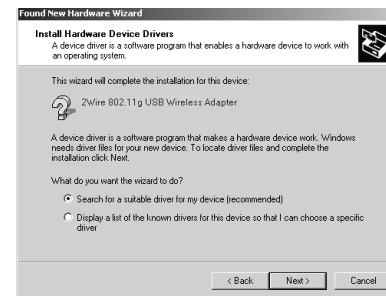 Found New Hardware Wizard
Install Hardware Device Drivers
A device driver is a software program that enables a hardware device to work with
an operating system.
This wizard will complete the installation for this device:
2Wire 802.11g USB Wireless Adapter
A device driver is a software program that makes a hardware device work. Windows
needs driver files for your new device. To locate driver files and complete the
installation click Next.
What do you want the wizard to do?
Search for a suitable driver for my device (recommended)
Display a list of the known drivers for this device so that I can choose a specific
driver
< Back Next > Cancel